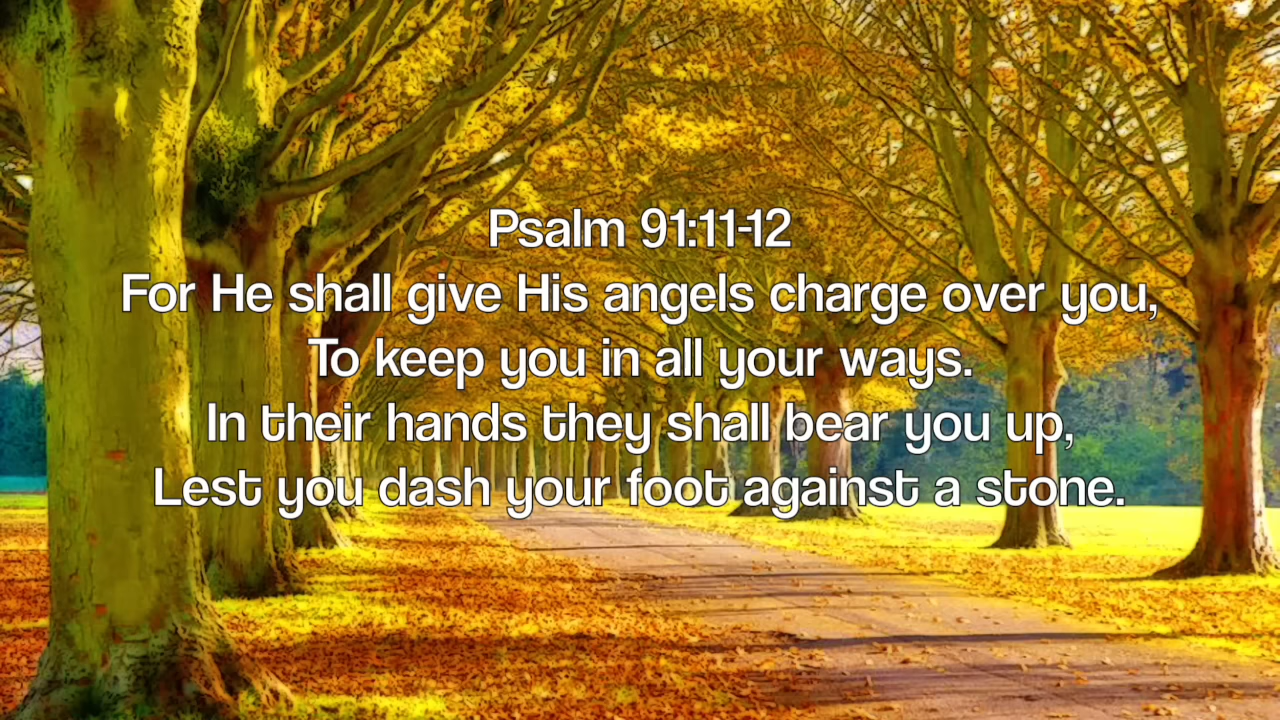 Psalm 91:11-12
For He shall give His angels charge over you,
To keep you in all your ways.
In their hands they shall bear you up,
Lest you dash your foot against a stone.